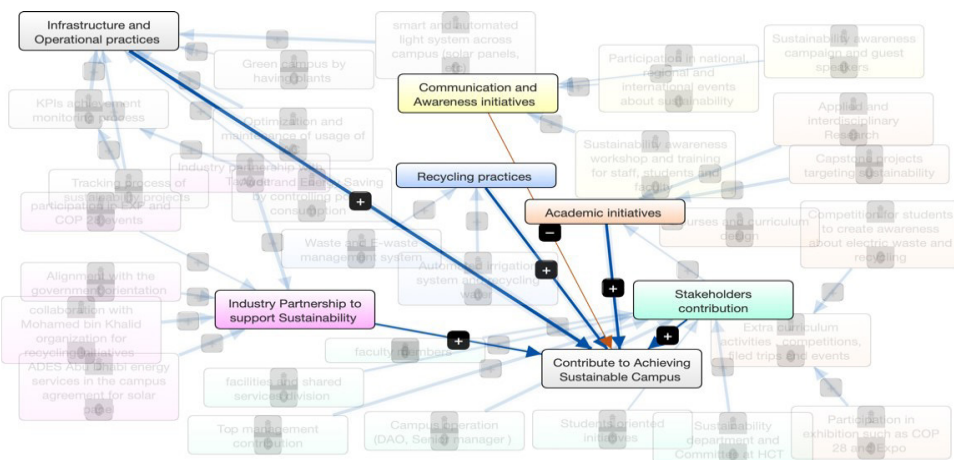 Infrastructure and
Operational practices
smart and automated
light system across
campus (solar panels,
Green campus by
having plants
Communication and
Awareness initiatives
Participation in national,
regional and
international events
about sustainability
Sustainability awareness
campaign and guest
speakers
KPIs achievement
monitoring process
Optimization and
maintenance of usage of
Applied and
interdisciplinary
Research
Sustainability awareness
workshop and training
for staff, students and
faculty
Capstone projects
targeting sustainability
Industry partnership with
Tracking process of
sustainability projects
Energy Saving
by controlling
consumption
Recycling practices
participation
COP 28 events
Academic initiatives
courses and curriculum
design
Competition for students
to create awareness
about electric waste and
recycling
Waste and E-waste
management system
Automated irrigation
system and recycling
water
Alignment with the
government orientation
collaboration with
Mohamed bin Khalid
organization for
recycling initiatives
Industry Partnership to
support Sustainability
Stakeholders
contribution
Extra curriculum
activities , competitions,
filed trips and events
faculty members
Contribute to Achieving
Sustainable Campus
ADES Abu Dhabi energy
services in the campus
agreement for solar
facilities and shared
services division
Top management
contribution
Campus operation
(DAO, Senior manager )
Students oriented
initiatives
Sustainability
department and
Committee at HCT
Participation in
exhibition such as COP
28 and Expo
+
−
+
+
+
+